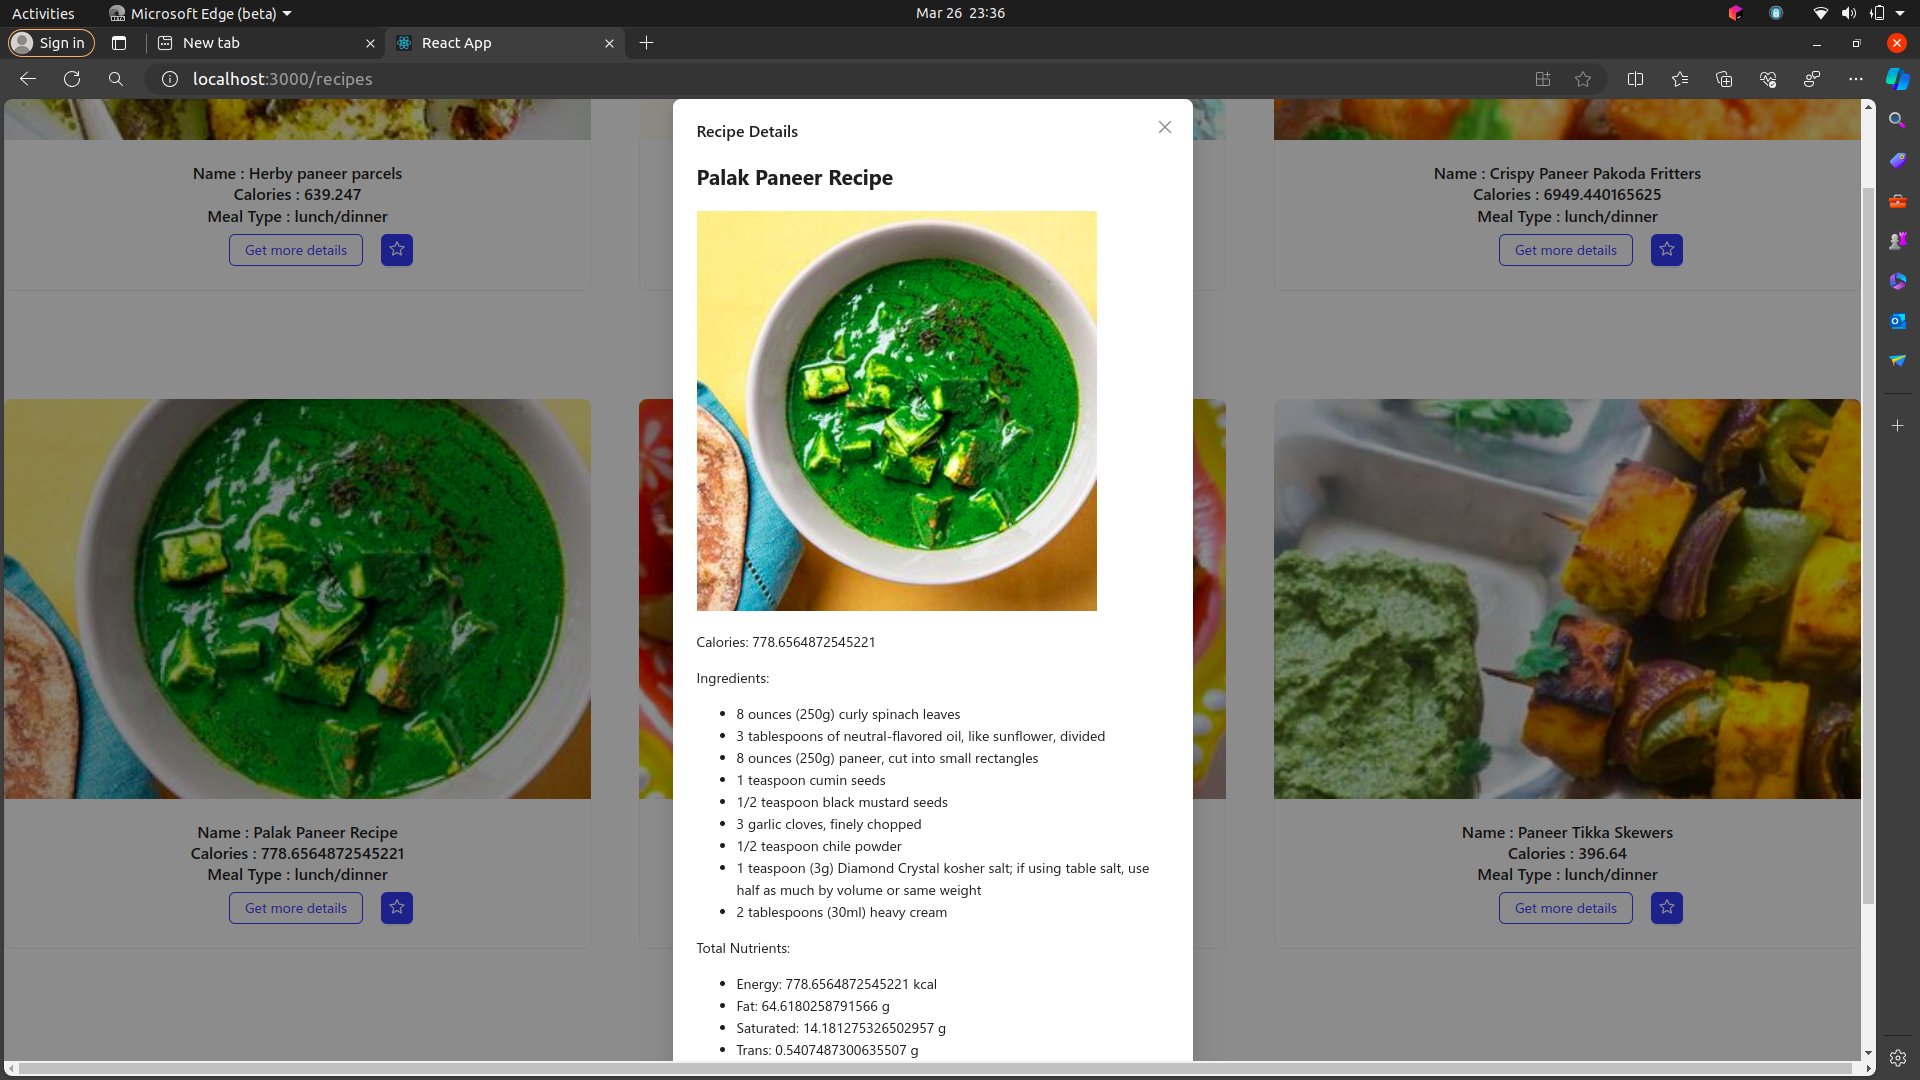 Activities
Microsoft Edge (beta)
Mar 26 23:36
Sign in
New tab
React App
localhost:3000/recipes
Name : Herby paneer parcels
Calories : 639.247
Meal Type : lunch/dinner
Get more details
Name : Crispy Paneer Pakoda Fritters
Calories : 6949.440165625
Meal Type : lunch/dinner
Get more details
Recipe Details
Palak Paneer Recipe
Calories: 778.6564872545221
Ingredients:
8 ounces (250g) curly spinach leaves
3 tablespoons of neutral-flavored oil, like sunflower, divided
8 ounces (250g) paneer, cut into small rectangles
1 teaspoon cumin seeds
1/2 teaspoon black mustard seeds
3 garlic cloves, finely chopped
1/2 teaspoon chile powder
1 teaspoon (3g) Diamond Crystal kosher salt; if using table salt, use
half as much by volume or same weight
2 tablespoons (30ml) heavy cream
Total Nutrients:
Energy: 778.6564872545221 kcal
Fat: 64.6180258791566 g
Saturated: 14.181275326502957 g
Trans: 0.5407487300635507 g
Name : Palak Paneer Recipe
Calories : 778.6564872545221
Meal Type : lunch/dinner
Get more details
Name : Paneer Tikka Skewers
Calories : 396.64
Meal Type : lunch/dinner
Get more details